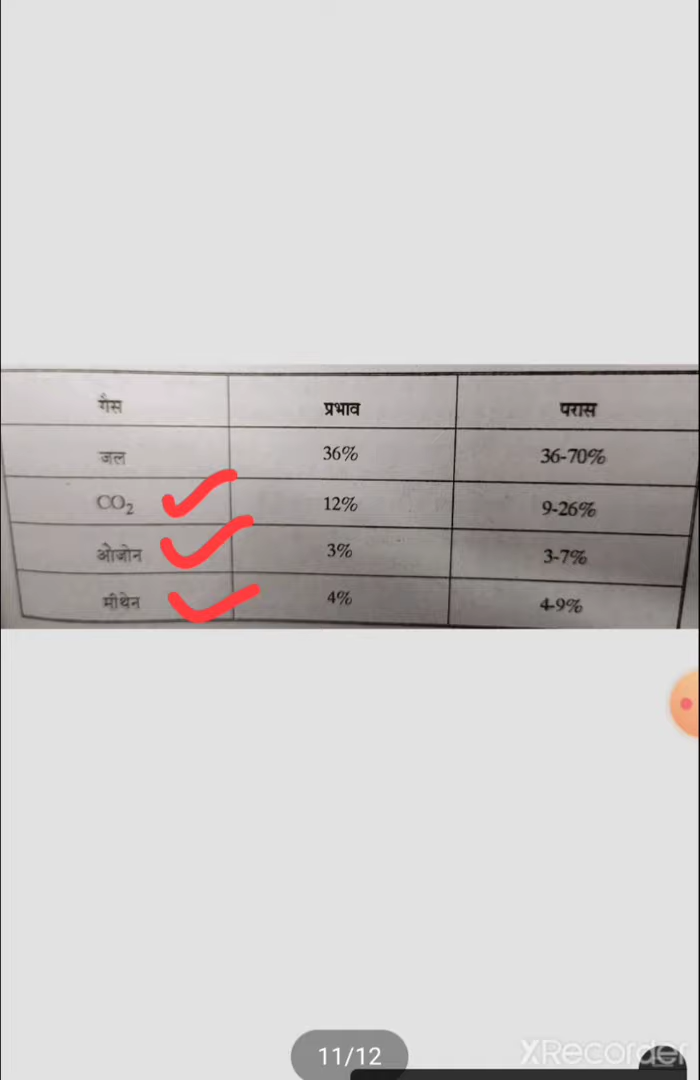 गैस प्रभाव परास
जल 36% 36-70%
CO₂ 12% 9-26%
ओजोन 3% 3-7%
मीथेन 4% 4-9%
11/12
XRecorder